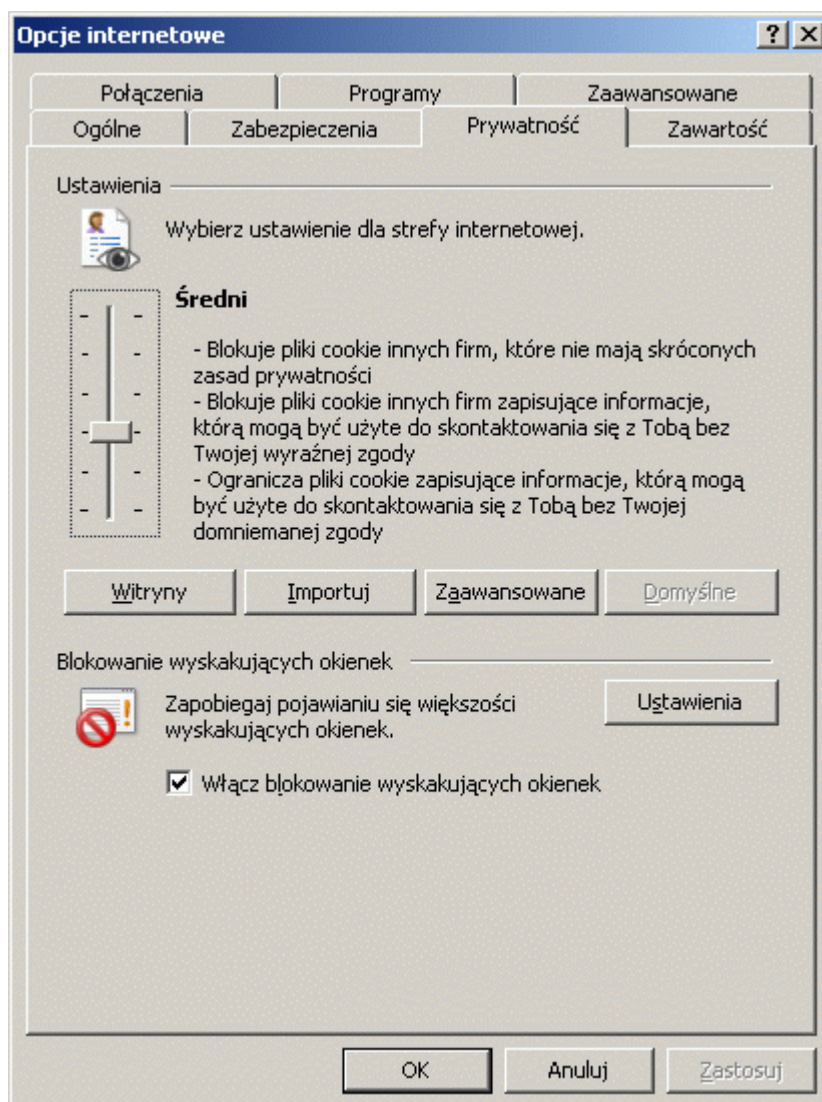 Opcje internetowe
Połączenia
Programy
Zaawansowane
Ogólne
Zabezpieczenia
Prywatność
Zawartość
Ustawienia
Wybierz ustawienie dla strefy internetowej.
Średni
- Blokuje pliki cookie innych firm, które nie mają skróconych
zasad prywatności
- Blokuje pliki cookie innych firm zapisujące informacje,
którą mogą być użyte do skontaktowania się z Tobą bez
Twojej wyraźnej zgody
- Ogranicza pliki cookie zapisujące informacje, którą mogą
być użyte do skontaktowania się z Tobą bez Twojej
domniemanej zgody
Witryny
Importuj
Zaawansowane
Domyślne
Blokowanie wyskakujących okienek
Zapobiegaj pojawianiu się większości
wyskakujących okienek.
Ustawienia
Włącz blokowanie wyskakujących okienek
OK
Anuluj
Zastosuj